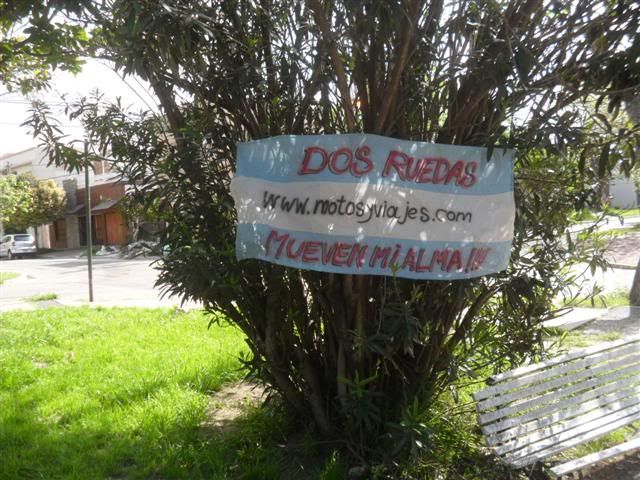 DOS RUEDAS
www.motosyviajes.com
MUEVEN MI ALMA!!!